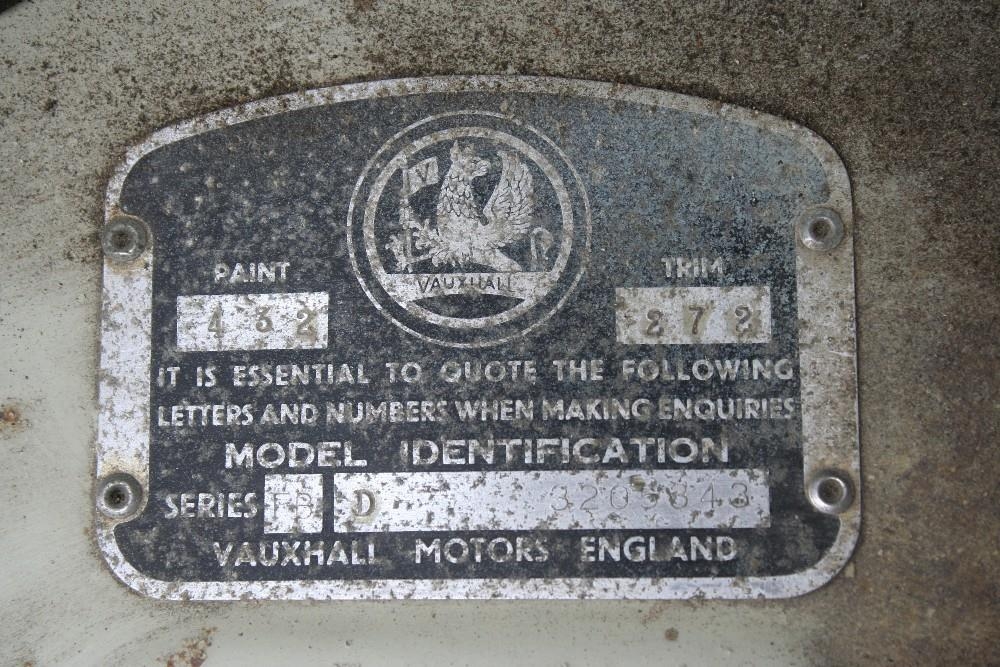 V
VAUXHALL
PAINT TRIM
432 272
IT IS ESSENTIAL TO QUOTE THE FOLLOWING
LETTERS AND NUMBERS WHEN MAKING ENQUIRIES
MODEL IDENTIFICATION
SERIES FB D 3209343
VAUXHALL MOTORS ENGLAND